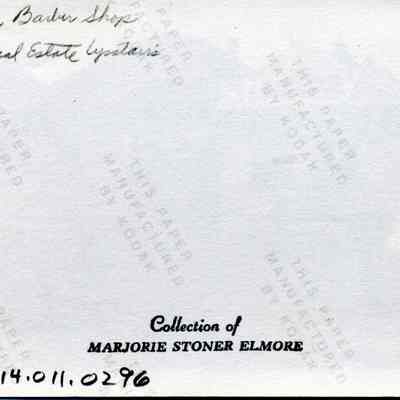 , Barber Shop
al Estate Upstairs
THIS PAPER
MANUFACTURED
BY KODAK
THIS PAPER
MANUFACTURED
BY KODAK
THIS PAPER
MANUFACTURED
BY KODAK
Collection of
MARJORIE STONER ELMORE
14.011.0296